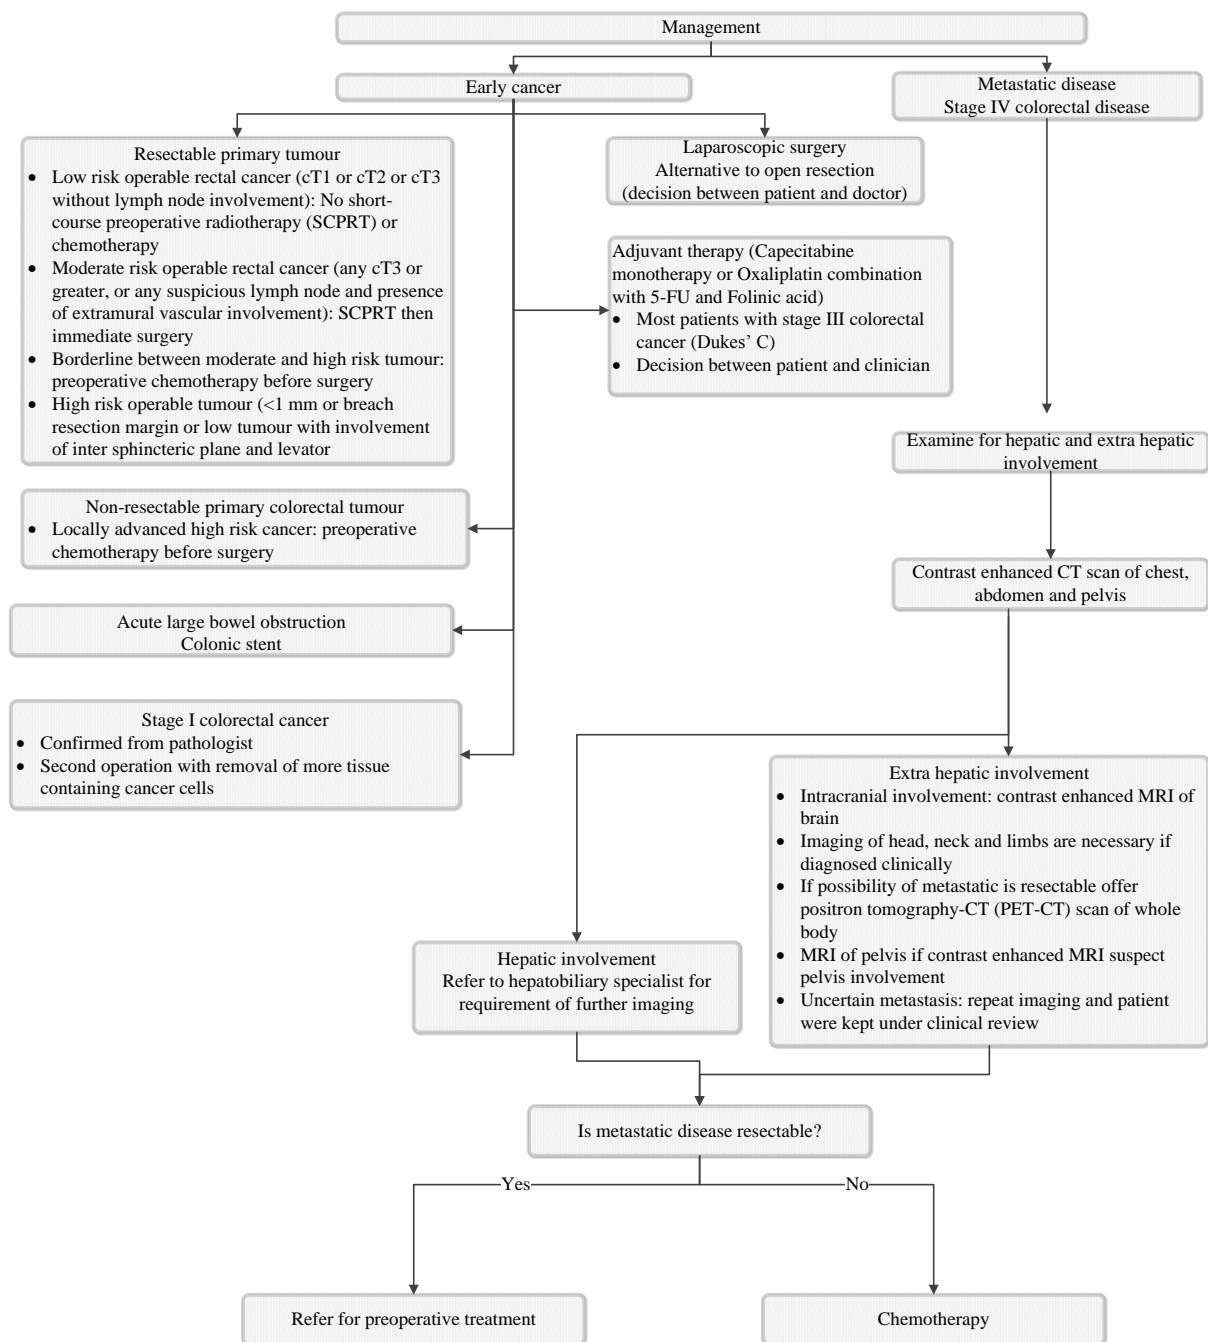 Management
Early cancer
Metastatic disease
Stage IV colorectal disease
Resectable primary tumour
• Low risk operable rectal cancer (cT1 or cT2 or cT3
without lymph node involvement): No short-
course preoperative radiotherapy (SCPRT) or
chemotherapy
• Moderate risk operable rectal cancer (any cT3 or
greater, or any suspicious lymph node and presence
of extramural vascular involvement): SCPRT then
immediate surgery
• Borderline between moderate and high risk tumour:
preoperative chemotherapy before surgery
• High risk operable tumour (<1 mm or breach
resection margin or low tumour with involvement
of inter sphincteric plane and levator
Laparoscopic surgery
Alternative to open resection
(decision between patient and doctor)
Adjuvant therapy (Capecitabine
monotherapy or Oxaliplatin combination
with 5-FU and Folinic acid)
• Most patients with stage III colorectal
cancer (Dukes’ C)
• Decision between patient and clinician
Examine for hepatic and extra hepatic
involvement
Non-resectable primary colorectal tumour
• Locally advanced high risk cancer: preoperative
chemotherapy before surgery
Contrast enhanced CT scan of chest,
abdomen and pelvis
Acute large bowel obstruction
Colonic stent
Stage I colorectal cancer
• Confirmed from pathologist
• Second operation with removal of more tissue
containing cancer cells
Extra hepatic involvement
• Intracranial involvement: contrast enhanced MRI of
brain
• Imaging of head, neck and limbs are necessary if
diagnosed clinically
• If possibility of metastatic is resectable offer
positron tomography-CT (PET-CT) scan of whole
body
• MRI of pelvis if contrast enhanced MRI suspect
pelvis involvement
• Uncertain metastasis: repeat imaging and patient
were kept under clinical review
Hepatic involvement
Refer to hepatobiliary specialist for
requirement of further imaging
Is metastatic disease resectable?
Yes
No
Refer for preoperative treatment
Chemotherapy